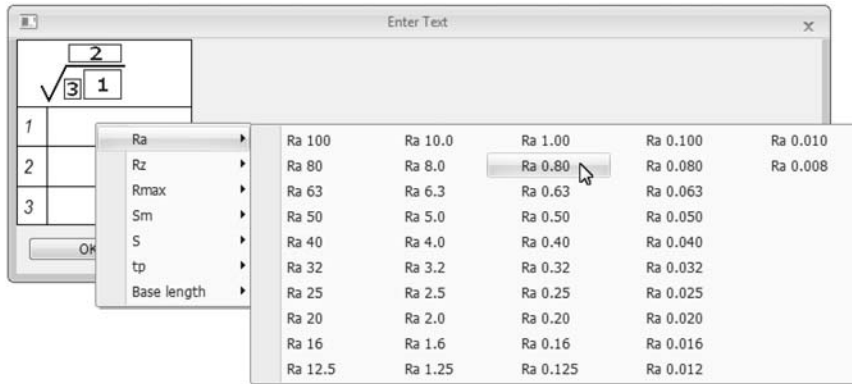 Enter Text
x
2
3 1
1
2
3
OK
Ra
Rz
Rmax
Sm
S
tp
Base length
Ra 100 Ra 10.0 Ra 1.00 Ra 0.100 Ra 0.010
Ra 80 Ra 8.0 Ra 0.80 Ra 0.080 Ra 0.008
Ra 63 Ra 6.3 Ra 0.63 Ra 0.063
Ra 50 Ra 5.0 Ra 0.50 Ra 0.050
Ra 40 Ra 4.0 Ra 0.40 Ra 0.040
Ra 32 Ra 3.2 Ra 0.32 Ra 0.032
Ra 25 Ra 2.5 Ra 0.25 Ra 0.025
Ra 20 Ra 2.0 Ra 0.20 Ra 0.020
Ra 16 Ra 1.6 Ra 0.16 Ra 0.016
Ra 12.5 Ra 1.25 Ra 0.125 Ra 0.012